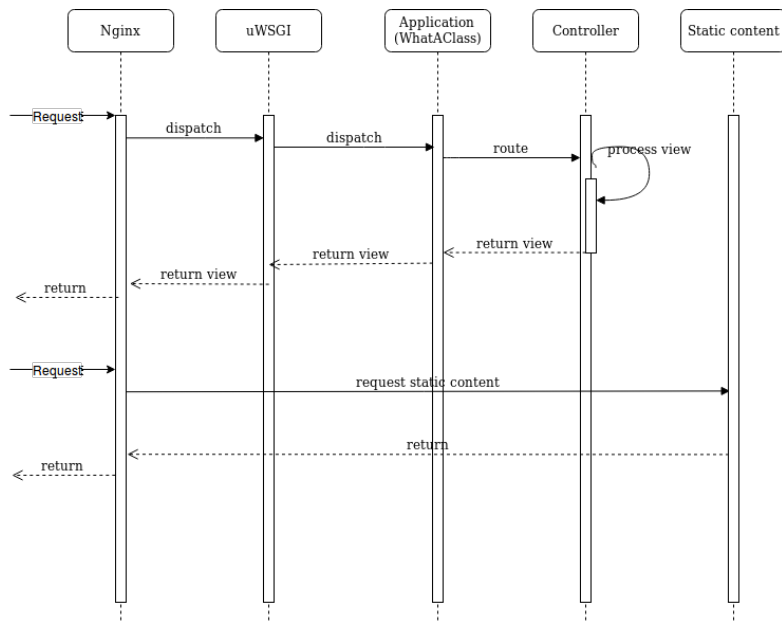 Nginx
uWSGI
Application
(WhatAClass)
Controller
Static content
Request
dispatch
dispatch
route
process view
return view
return view
return view
return
Request
request static content
return
return